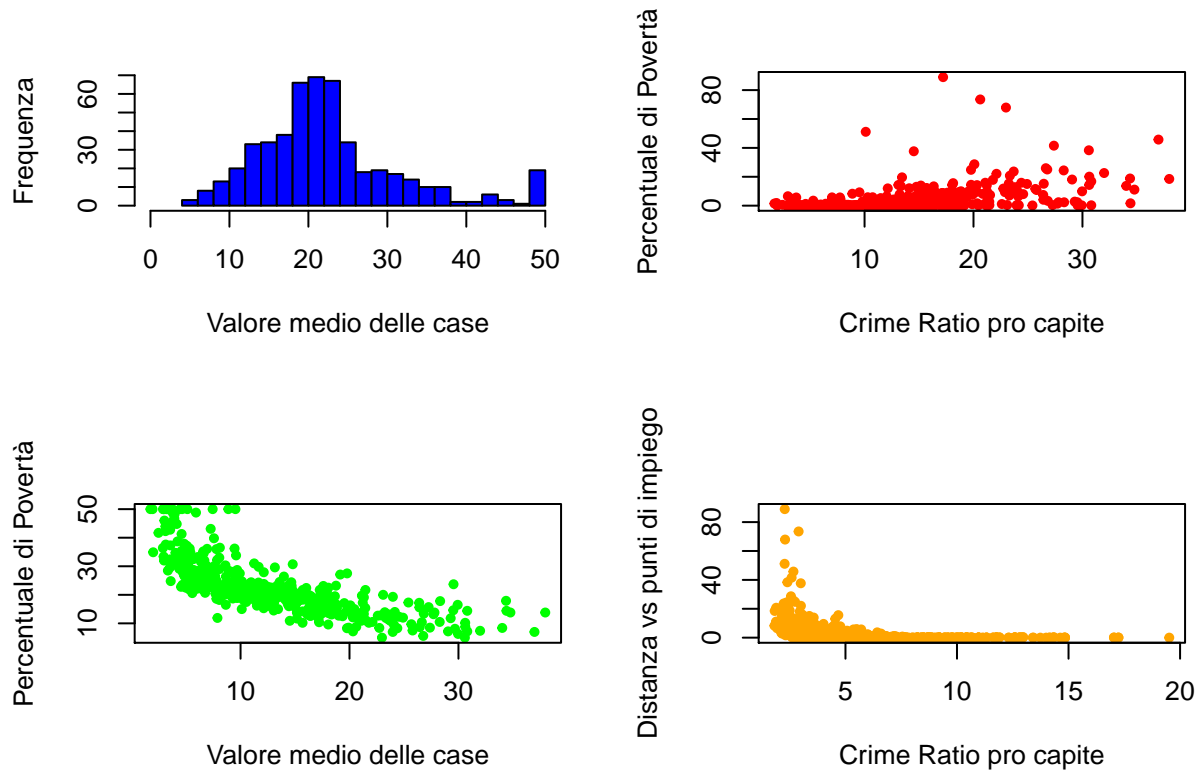 Frequenza
0
30
60
0 10 20 30 40 50
Valore medio delle case
Percentuale di Povertà
0
40
80
10 20 30
Crime Ratio pro capite
Percentuale di Povertà
10
30
50
10 20 30
Valore medio delle case
Distanza vs punti di impiego
0
40
80
5 10 15 20
Crime Ratio pro capite